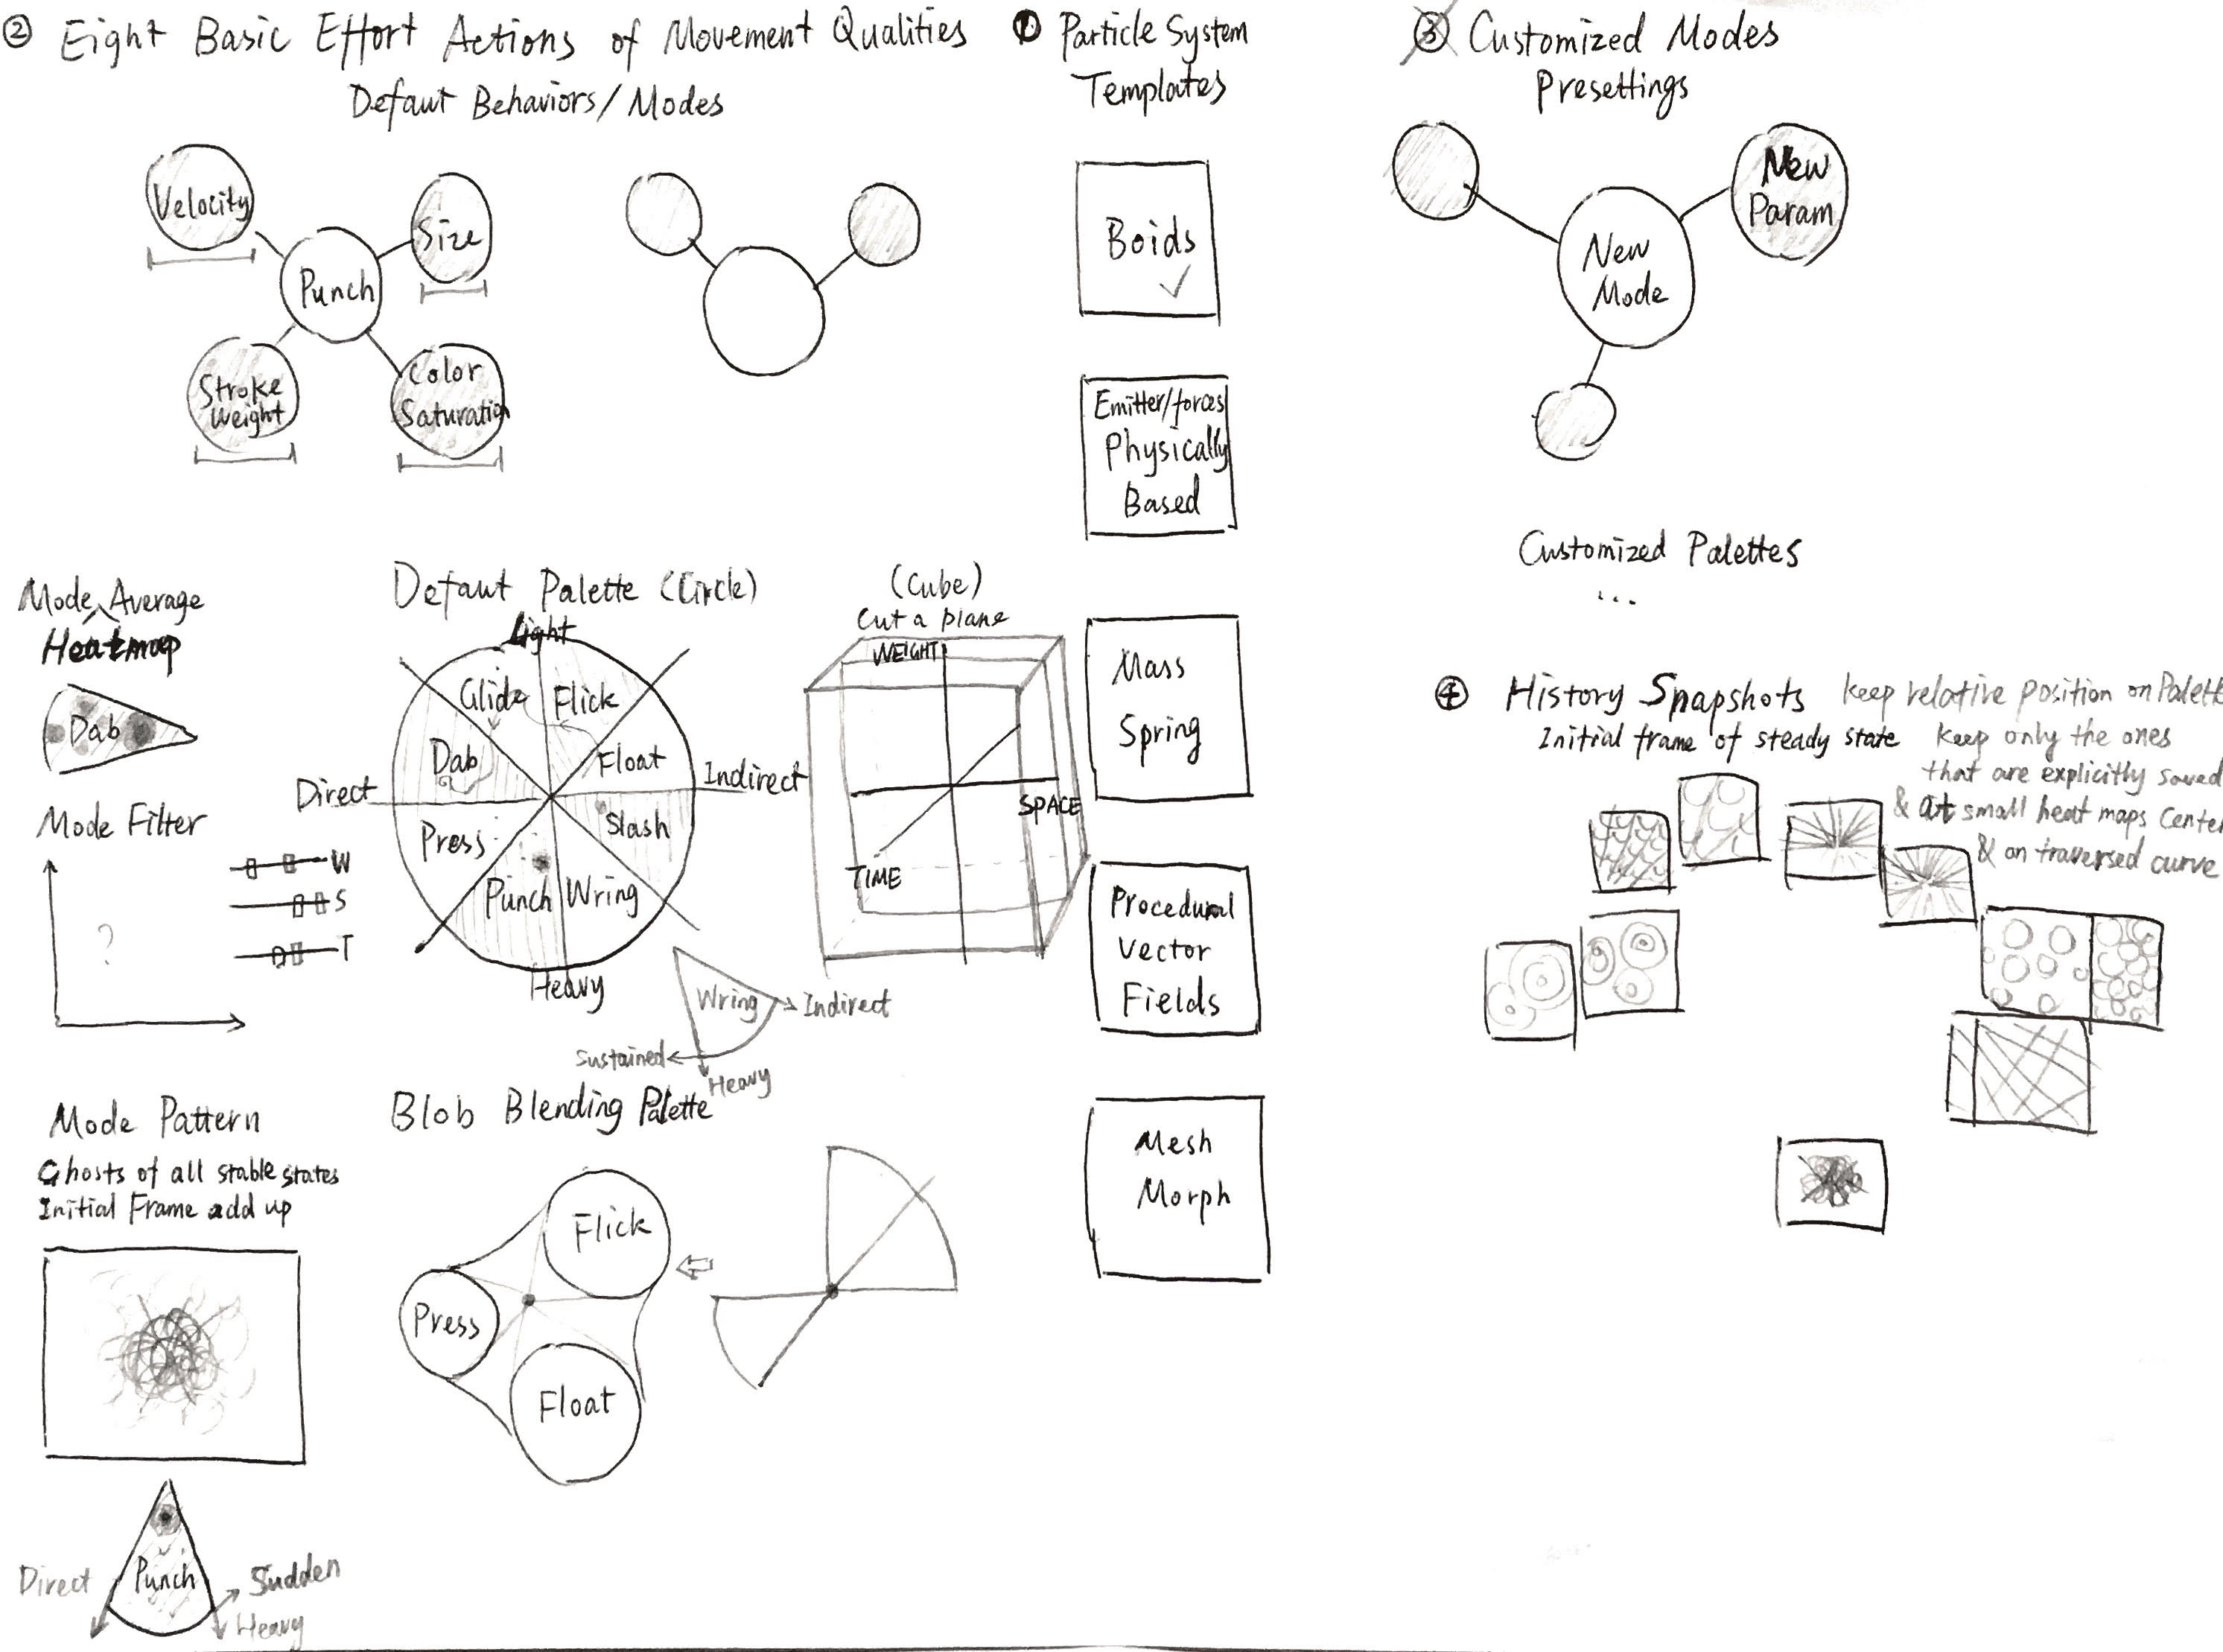 ② Eight Basic Effort Actions of Movement Qualities
Defaut Behaviors/Modes
Velocity
Size
Punch
Stroke
Weight
Color
Saturation
① Particle System
Templates
Boids
Emitter/forces
Physically
Based
Mass
Spring
Procedural
Vector
Fields
Mesh
Morph
③ Customized Modes
Presettings
New
Param
New
Mode
Customized Palettes
...
Mode Average
Heatmap
Dab
Mode Filter
?
W
S
T
Defaut Palette (Circle)
Light
Glide
Flick
Dab
Float
Direct
Indirect
Press
Slash
Punch
Wring
Heavy
Wring
Indirect
Sustained
Heavy
(Cube)
Cut a plane
WEIGHT
SPACE
TIME
④ History Snapshots keep relative position on Palette
Initial frame of steady state keep only the ones
that are explicitly saved
& at small heat maps center
& on traversed curve
Mode Pattern
Ghosts of all stable states
Initial Frame add up
Punch
Direct
Sudden
Heavy
Blob Blending Palette
Flick
Press
Float